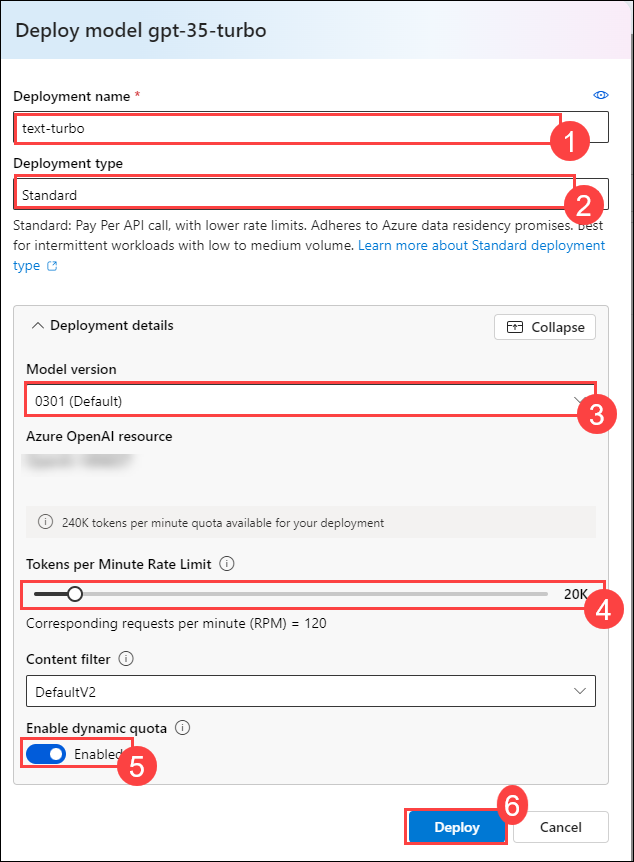 Deploy model gpt-35-turbo
Deployment name *
text-turbo
1
Deployment type
Standard
2
Standard: Pay Per API call, with lower rate limits. Adheres to Azure data residency promises. Best
for intermittent workloads with low to medium volume. Learn more about Standard deployment
type
Deployment details
Collapse
Model version
0301 (Default)
3
Azure OpenAI resource
240K tokens per minute quota available for your deployment
Tokens per Minute Rate Limit
20K
4
Corresponding requests per minute (RPM) = 120
Content filter
DefaultV2
Enable dynamic quota
Enabled
5
6
Deploy
Cancel